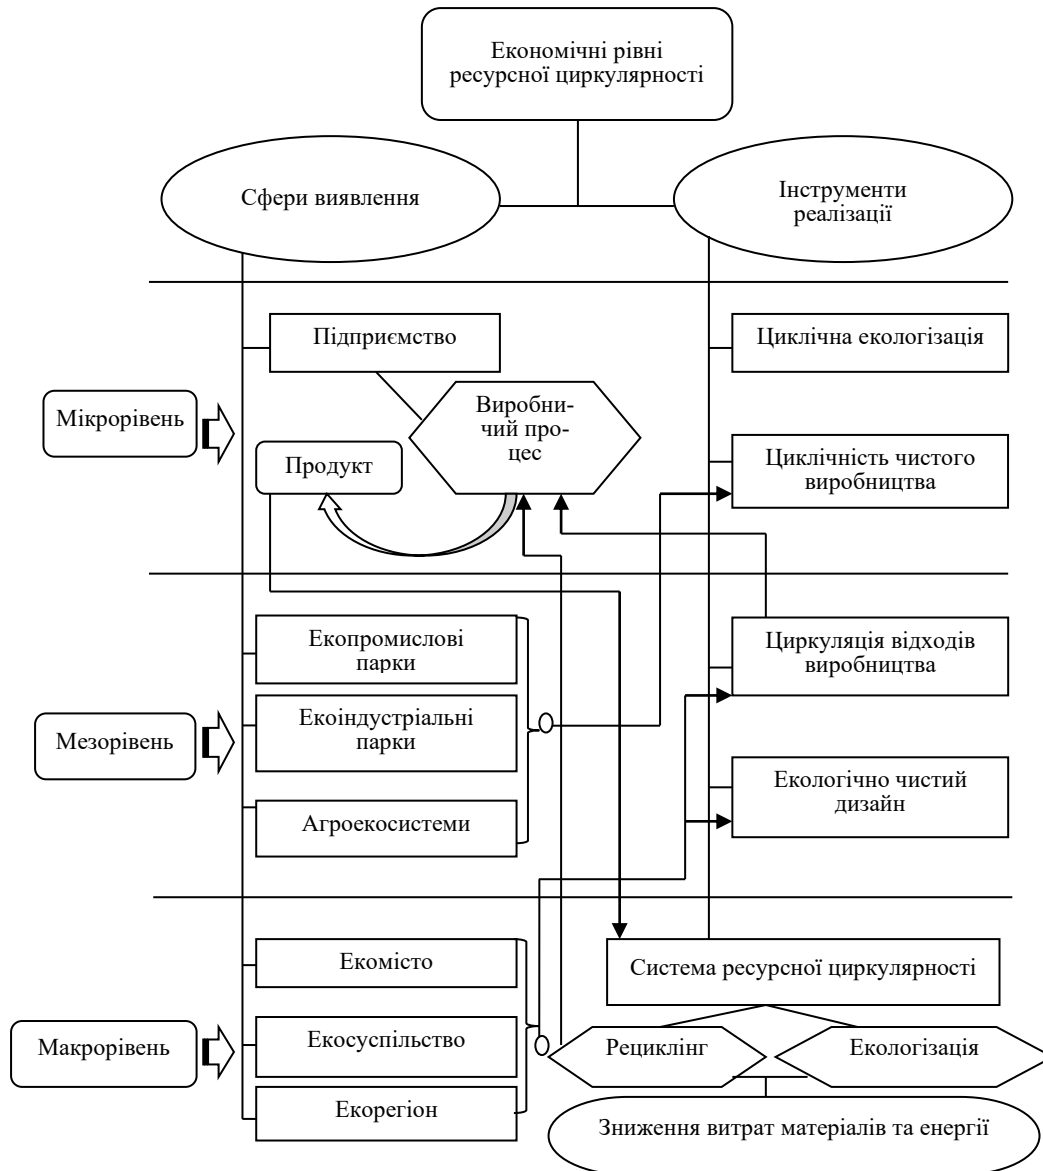 Економічні рівні
ресурсної циркулярності
Сфери виявлення
Інструменти
реалізації
Підприємство
Циклічна екологізація
Мікрорівень
Виробни-
чий про-
цес
Продукт
Циклічність чистого
виробництва
Екопромислові
парки
Циркуляція відходів
виробництва
Мезорівень
Екоіндустріальні
парки
Екологічно чистий
дизайн
Агроекосистеми
Екомісто
Система ресурсної циркулярності
Макрорівень
Екосуспільство
Рециклінг
Екологізація
Екорегіон
Зниження витрат матеріалів та енергії